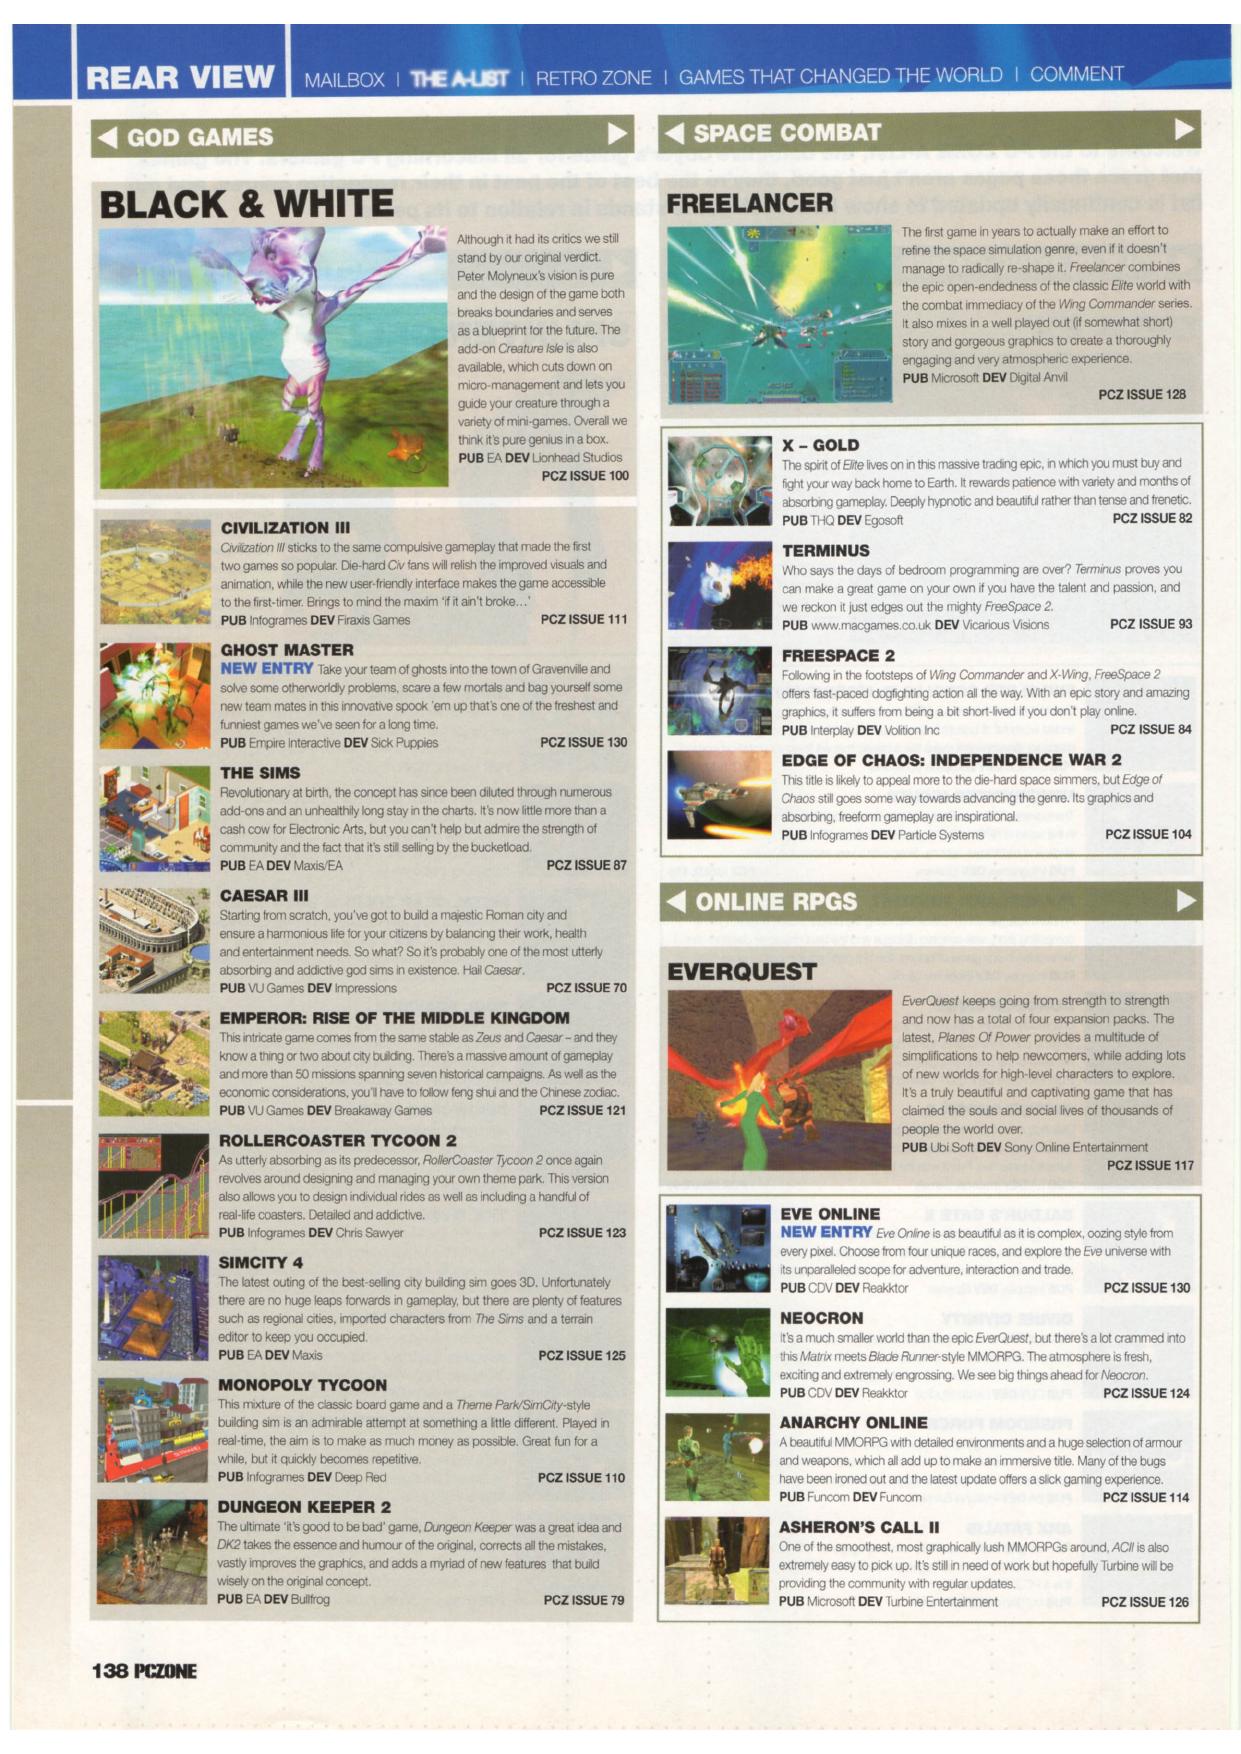 REAR VIEW
MAILBOX | THE A-LIST | RETRO ZONE | GAMES THAT CHANGED THE WORLD | COMMENT
GOD GAMES
BLACK & WHITE
Although it had its critics we still
stand by our original verdict.
Peter Molyneux's vision is pure
and the design of the game both
breaks boundaries and serves
as a blueprint for the future. The
add-on Creature Isle is also
available, which cuts down on
micro-management and lets you
guide your creature through a
variety of mini-games. Overall we
think it's pure genius in a box.
PUB EA DEV Lionhead Studios
PCZ ISSUE 100
CIVILIZATION III
Civilization III sticks to the same compulsive gameplay that made the first
two games so popular. Die-hard Civ fans will relish the improved visuals and
animation, while the new user-friendly interface makes the game accessible
to the first-timer. Brings to mind the maxim 'if it ain't broke...'
PUB Infogrames DEV Firaxis Games PCZ ISSUE 111
GHOST MASTER
NEW ENTRY Take your team of ghosts into the town of Gravenville and
solve some otherworldly problems, scare a few mortals and bag yourself some
new team mates in this innovative spook 'em up that's one of the freshest and
funniest games we've seen for a long time.
PUB Empire Interactive DEV Sick Puppies PCZ ISSUE 130
THE SIMS
Revolutionary at birth, the concept has since been diluted through numerous
add-ons and an unhealthily long stay in the charts. It's now little more than a
cash cow for Electronic Arts, but you can't help but admire the strength of
community and the fact that it's still selling by the bucketload.
PUB EA DEV Maxis/EA PCZ ISSUE 87
CAESAR III
Starting from scratch, you've got to build a majestic Roman city and
ensure a harmonious life for your citizens by balancing their work, health
and entertainment needs. So what? So it's probably one of the most utterly
absorbing and addictive god sims in existence. Hail Caesar.
PUB VU Games DEV Impressions PCZ ISSUE 70
EMPEROR: RISE OF THE MIDDLE KINGDOM
This intricate game comes from the same stable as Zeus and Caesar – and they
know a thing or two about city building. There's a massive amount of gameplay
and more than 50 missions spanning seven historical campaigns. As well as the
economic considerations, you'll have to follow feng shui and the Chinese zodiac.
PUB VU Games DEV Breakaway Games PCZ ISSUE 121
ROLLERCOASTER TYCOON 2
As utterly absorbing as its predecessor, RollerCoaster Tycoon 2 once again
revolves around designing and managing your own theme park. This version
also allows you to design individual rides as well as including a handful of
real-life coasters. Detailed and addictive.
PUB Infogrames DEV Chris Sawyer PCZ ISSUE 123
SIMCITY 4
The latest outing of the best-selling city building sim goes 3D. Unfortunately
there are no huge leaps forwards in gameplay, but there are plenty of features
such as regional cities, imported characters from The Sims and a terrain
editor to keep you occupied.
PUB EA DEV Maxis PCZ ISSUE 125
MONOPOLY TYCOON
This mixture of the classic board game and a Theme Park/SimCity-style
building sim is an admirable attempt at something a little different. Played in
real-time, the aim is to make as much money as possible. Great fun for a
while, but it quickly becomes repetitive.
PUB Infogrames DEV Deep Red PCZ ISSUE 110
DUNGEON KEEPER 2
The ultimate 'it's good to be bad' game, Dungeon Keeper was a great idea and
DK2 takes the essence and humour of the original, corrects all the mistakes,
vastly improves the graphics, and adds a myriad of new features that build
wisely on the original concept.
PUB EA DEV Bullfrog PCZ ISSUE 79
SPACE COMBAT
FREELANCER
The first game in years to actually make an effort to
refine the space simulation genre, even if it doesn't
manage to radically re-shape it. Freelancer combines
the epic open-endedness of the classic Elite world with
the combat immediacy of the Wing Commander series.
It also mixes in a well played out (if somewhat short)
story and gorgeous graphics to create a thoroughly
engaging and very atmospheric experience.
PUB Microsoft DEV Digital Anvil
PCZ ISSUE 128
X – GOLD
The spirit of Elite lives on in this massive trading epic, in which you must buy and
fight your way back home to Earth. It rewards patience with variety and months of
absorbing gameplay. Deeply hypnotic and beautiful rather than tense and frenetic.
PUB THQ DEV Egosoft PCZ ISSUE 82
TERMINUS
Who says the days of bedroom programming are over? Terminus proves you
can make a great game on your own if you have the talent and passion, and
we reckon it just edges out the mighty FreeSpace 2.
PUB www.macgames.co.uk DEV Vicarious Visions PCZ ISSUE 93
FREESPACE 2
Following in the footsteps of Wing Commander and X-Wing, FreeSpace 2
offers fast-paced dogfighting action all the way. With an epic story and amazing
graphics, it suffers from being a bit short-lived if you don't play online.
PUB Interplay DEV Volition Inc PCZ ISSUE 84
EDGE OF CHAOS: INDEPENDENCE WAR 2
This title is likely to appeal more to the die-hard space simmers, but Edge of
Chaos still goes some way towards advancing the genre. Its graphics and
absorbing, freeform gameplay are inspirational.
PUB Infogrames DEV Particle Systems PCZ ISSUE 104
ONLINE RPGS
EVERQUEST
EverQuest keeps going from strength to strength
and now has a total of four expansion packs. The
latest, Planes Of Power provides a multitude of
simplifications to help newcomers, while adding lots
of new worlds for high-level characters to explore.
It's a truly beautiful and captivating game that has
claimed the souls and social lives of thousands of
people the world over.
PUB Ubi Soft DEV Sony Online Entertainment
PCZ ISSUE 117
EVE ONLINE
NEW ENTRY Eve Online is as beautiful as it is complex, oozing style from
every pixel. Choose from four unique races, and explore the Eve universe with
its unparalleled scope for adventure, interaction and trade.
PUB CDV DEV Reakktor PCZ ISSUE 130
NEOCRON
It's a much smaller world than the epic EverQuest, but there's a lot crammed into
this Matrix meets Blade Runner-style MMORPG. The atmosphere is fresh,
exciting and extremely engrossing. We see big things ahead for Neocron.
PUB CDV DEV Reakktor PCZ ISSUE 124
ANARCHY ONLINE
A beautiful MMORPG with detailed environments and a huge selection of armour
and weapons, which all add up to make an immersive title. Many of the bugs
have been ironed out and the latest update offers a slick gaming experience.
PUB Funcom DEV Funcom PCZ ISSUE 114
ASHERON'S CALL II
One of the smoothest, most graphically lush MMORPGs around, ACII is also
extremely easy to pick up. It's still in need of work but hopefully Turbine will be
providing the community with regular updates.
PUB Microsoft DEV Turbine Entertainment PCZ ISSUE 126
138 PCZONE